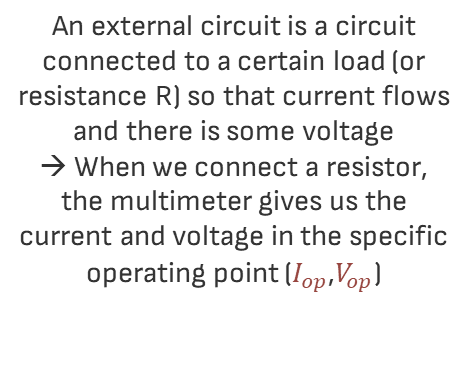 An external circuit is a circuit
connected to a certain load (or
resistance R) so that current flows
and there is some voltage
→ When we connect a resistor,
the multimeter gives us the
current and voltage in the specific
operating point (I_{op},V_{op})